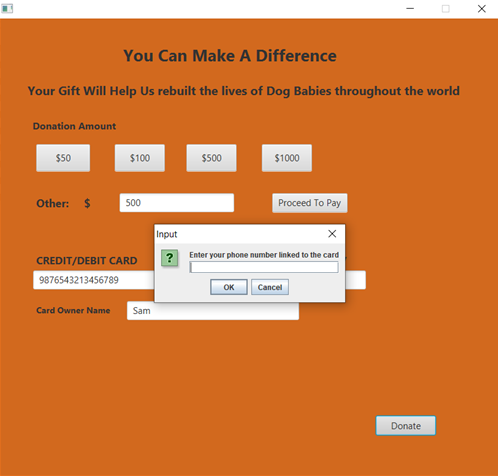 You Can Make A Difference
Your Gift Will Help Us rebuilt the lives of Dog Babies throughout the world
Donation Amount
$50 $100 $500 $1000
Other: $ 500 Proceed To Pay
Input
?
Enter your phone number linked to the card
OK Cancel
CREDIT/DEBIT CARD
9876543213456789
Card Owner Name Sam
Donate